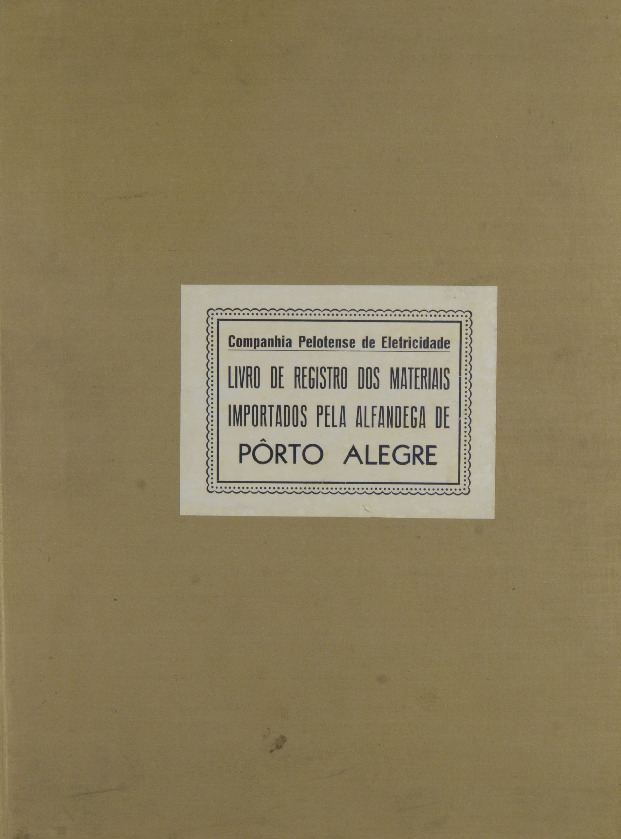 Companhia Pelotense de Eletricidade
LIVRO DE REGISTRO DOS MATERIAIS
IMPORTADOS PELA ALFANDEGA DE
PÔRTO ALEGRE